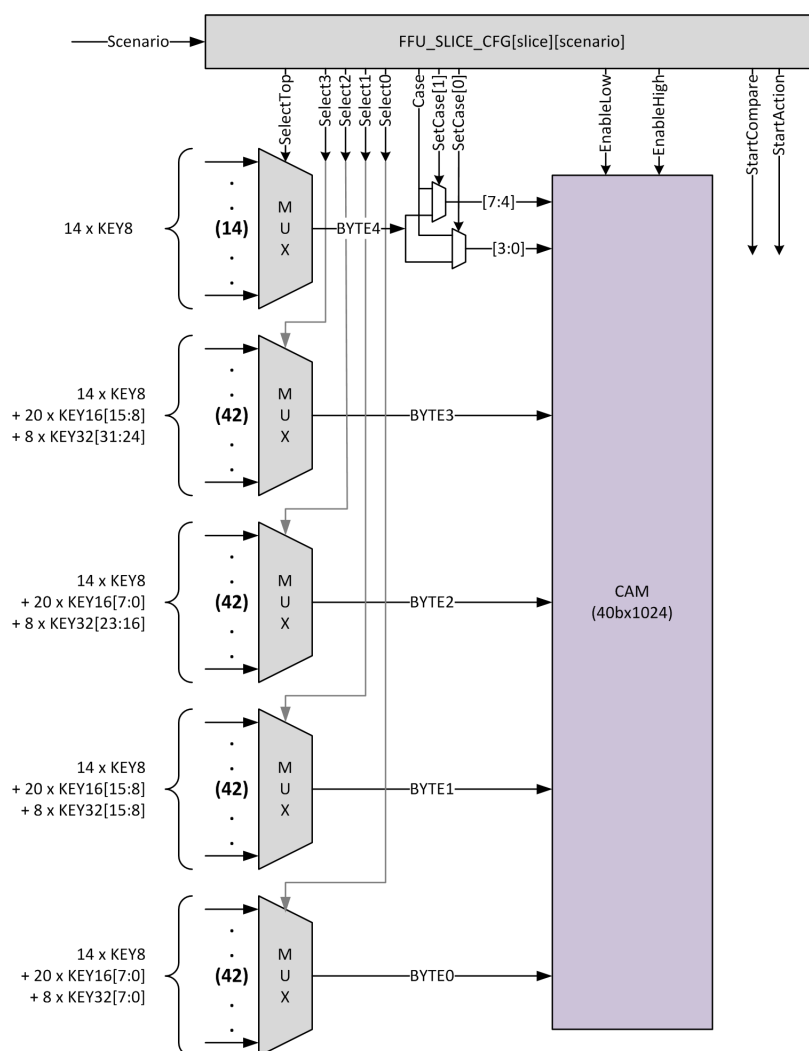 Scenario
FFU_SLICE_CFG[slice][scenario]
SelectTop
Select3
Select2
Select1
Select0
Case
SetCase[1]
SetCase[0]
EnableLow
EnableHigh
StartCompare
StartAction
14 x KEY8
(14)
M
U
X
BYTE4
[7:4]
[3:0]
14 x KEY8
+ 20 x KEY16[15:8]
+ 8 x KEY32[31:24]
(42)
M
U
X
BYTE3
14 x KEY8
+ 20 x KEY16[7:0]
+ 8 x KEY32[23:16]
(42)
M
U
X
BYTE2
CAM
(40bx1024)
14 x KEY8
+ 20 x KEY16[15:8]
+ 8 x KEY32[15:8]
(42)
M
U
X
BYTE1
14 x KEY8
+ 20 x KEY16[7:0]
+ 8 x KEY32[7:0]
(42)
M
U
X
BYTE0